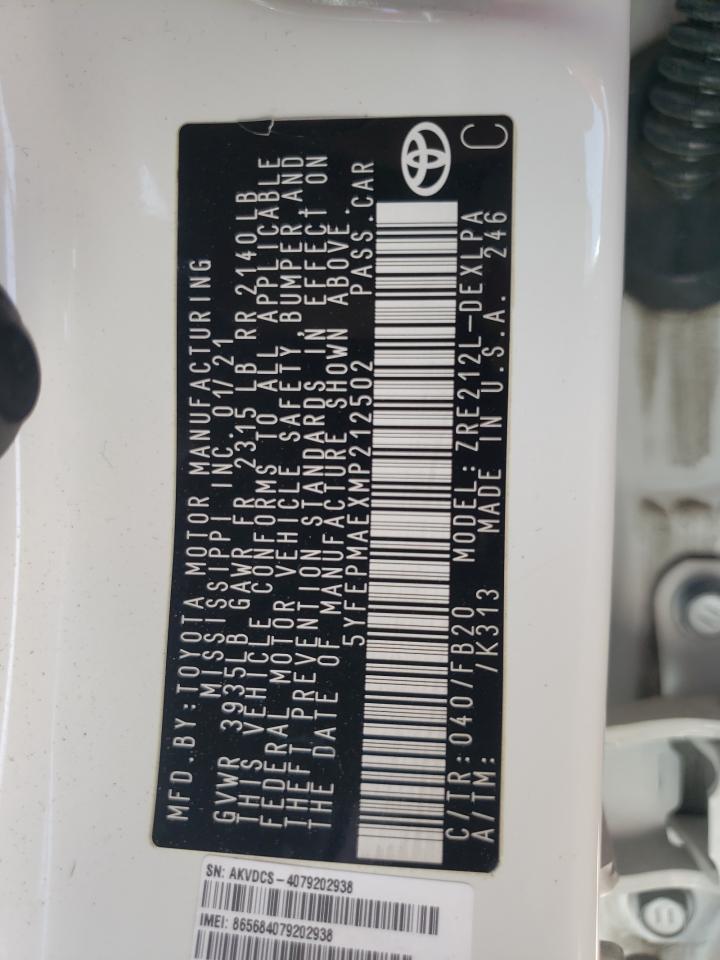 MFD.BY:TOYOTA MOTOR MANUFACTURING
MISSISSIPPI INC.01/21
GVWR 3935LB GAWR FR 2315 LB RR 2140LB
THIS VEHICLE CONFORMS TO ALL APPLICABLE
FEDERAL MOTOR VEHICLE SAFETY,BUMPER,AND
THEFT PREVENTION STANDARDS IN EFFECT ON
THE DATE OF MANUFACTURE SHOWN ABOVE.
5YFEPMAEXMP212502 PASS.CAR
C/TR: 040/FB20 MODEL: ZRE212L-DEXLPA
A/TM: /K313 MADE IN U.S.A. 246
C
SN: AKVDCS-4079202938
IMEI: 865684079202938